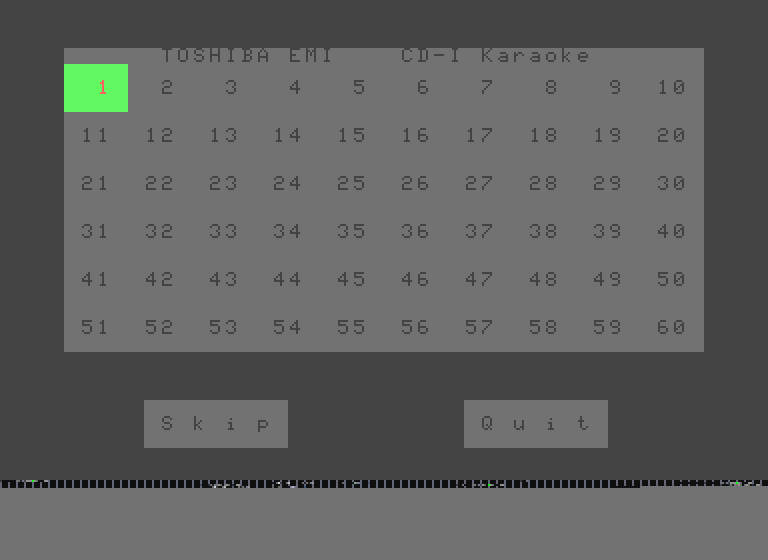 TOSHIBA EMI CD-I Karaoke
1 2 3 4 5 6 7 8 9 10
11 12 13 14 15 16 17 18 19 20
21 22 23 24 25 26 27 28 29 30
31 32 33 34 35 36 37 38 39 40
41 42 43 44 45 46 47 48 49 50
51 52 53 54 55 56 57 58 59 60
Skip Quit